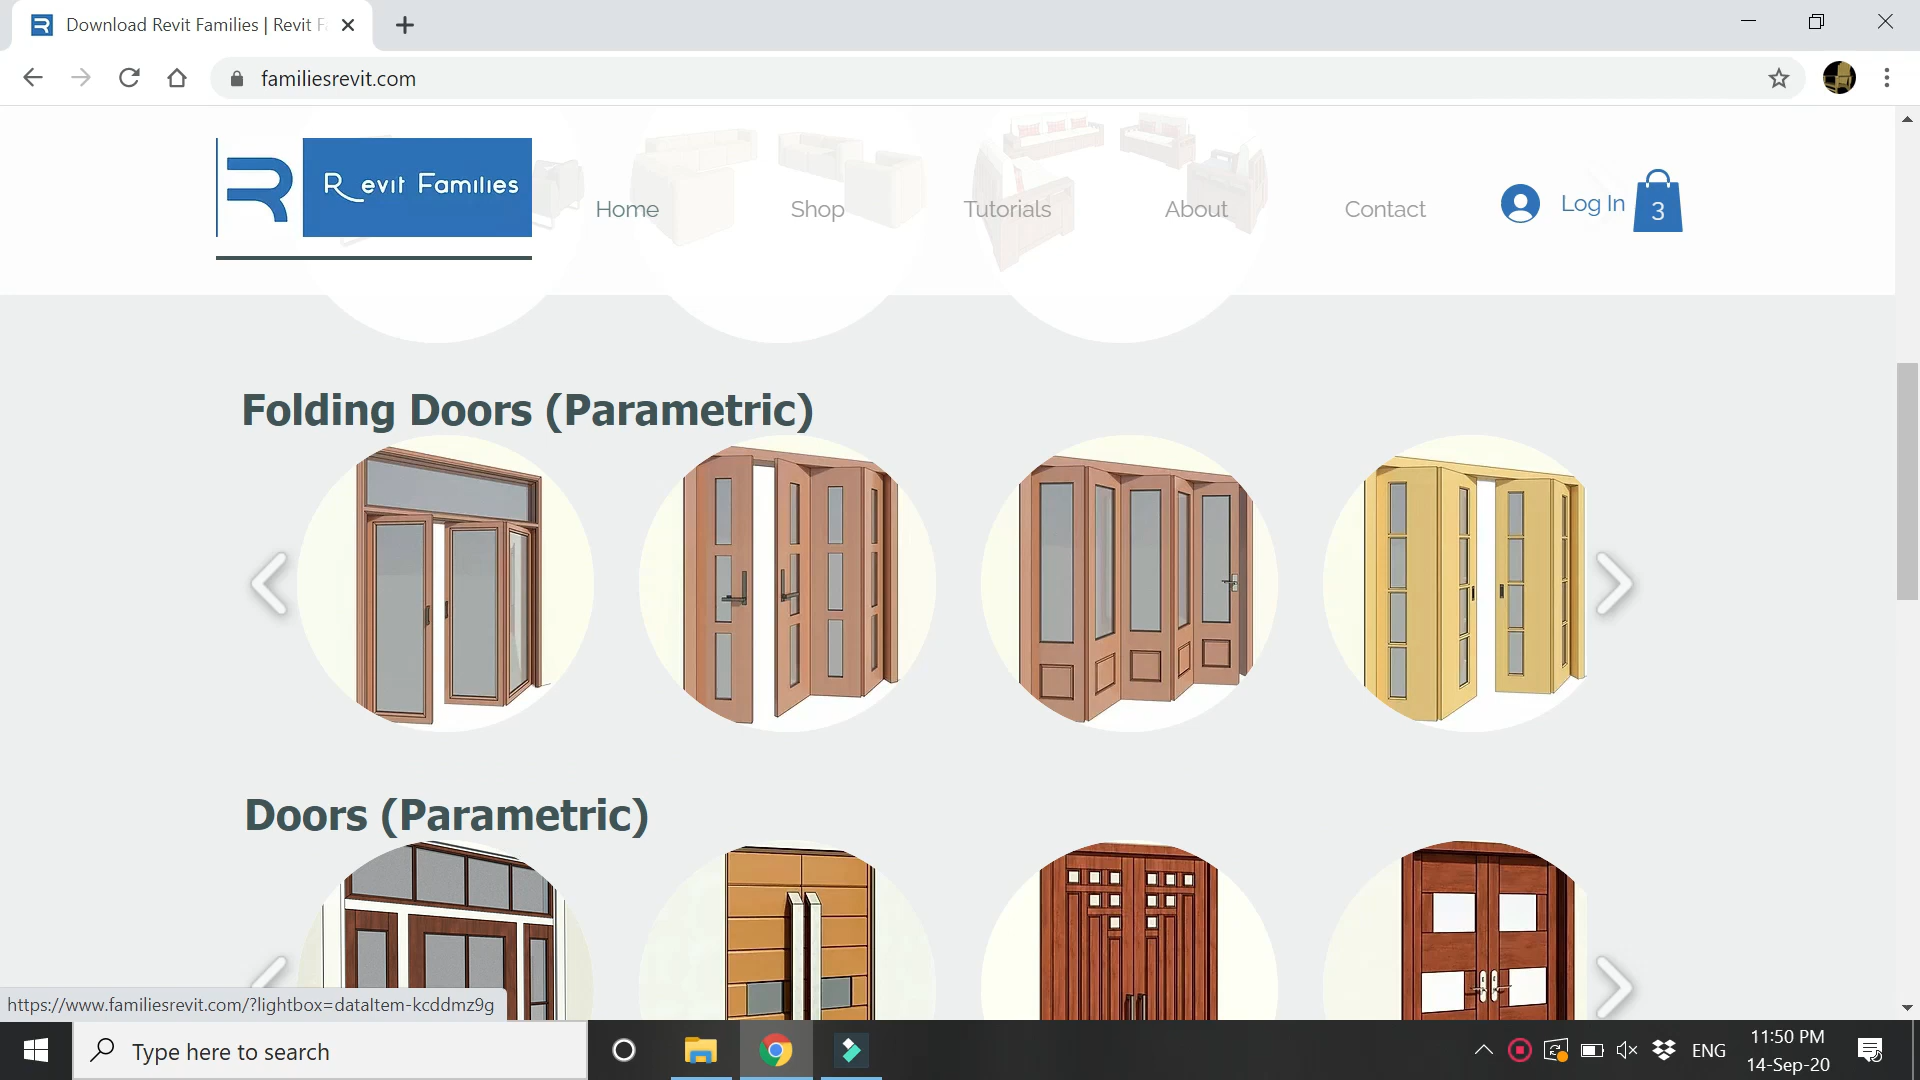 Download Revit Families | Revit F
familiesrevit.com
Revit Families
Home
Shop
Tutorials
About
Contact
Log In
3
Folding Doors (Parametric)
Doors (Parametric)
https://www.familiesrevit.com/?lightbox=dataItem-kcddmz9g
Type here to search
ENG
11:50 PM
14-Sep-20